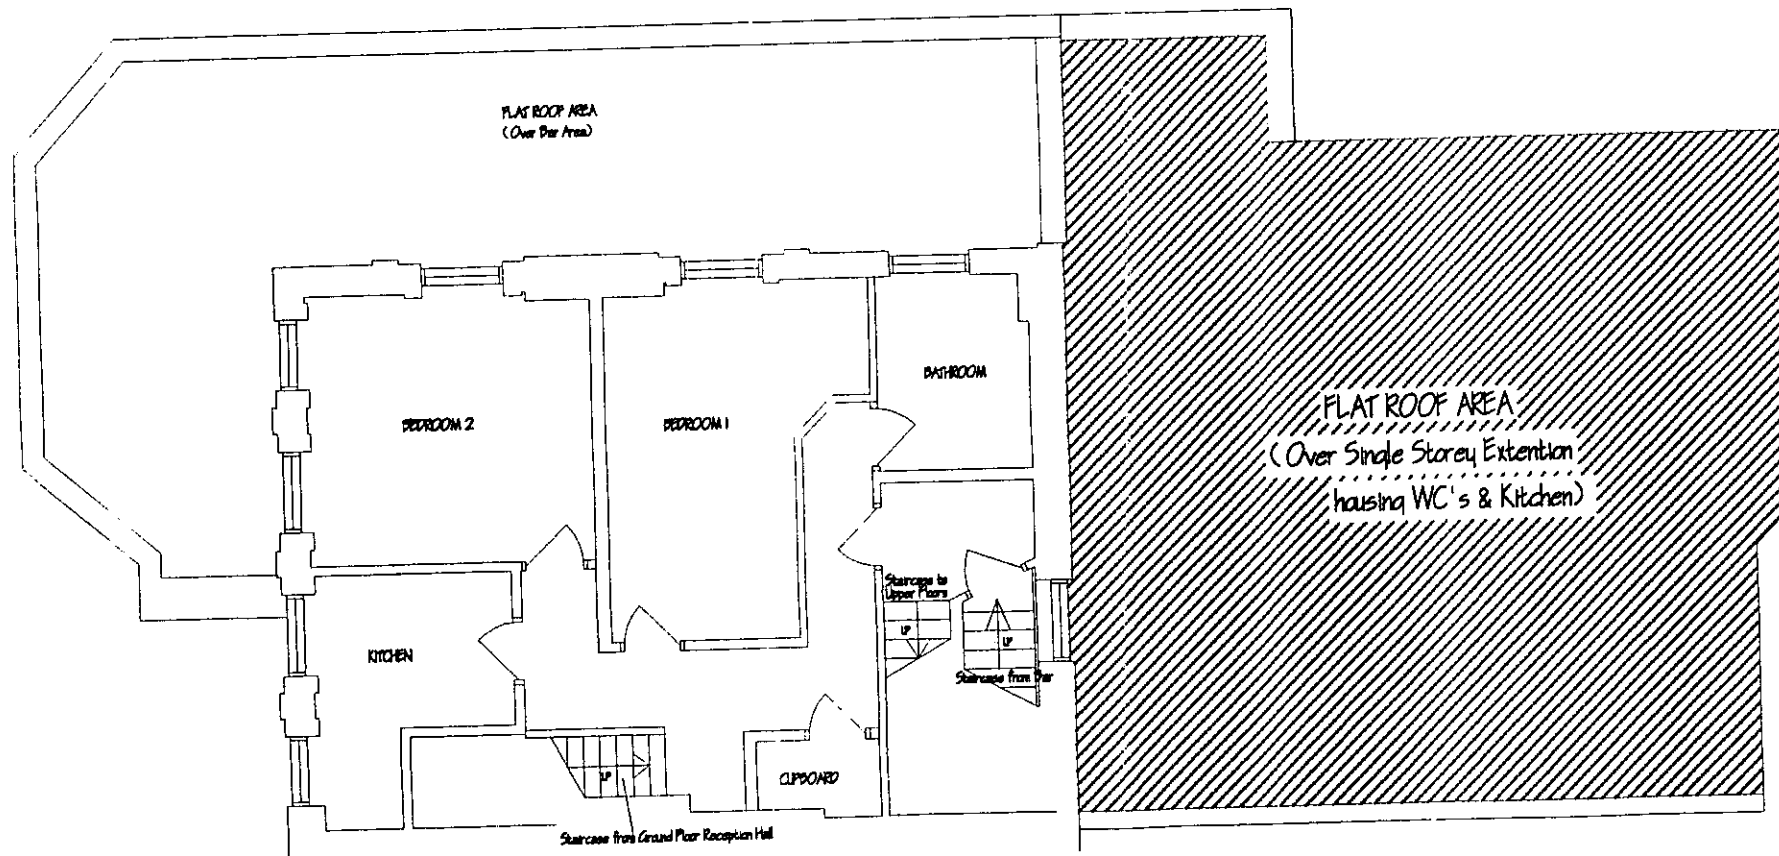 FLAT ROOF AREA
(Over Bar Area)
BATHROOM
FLAT ROOF AREA
(Over Single Storey Extention
housing WC's & Kitchen)
BEDROOM 2
BEDROOM 1
Staircase to
Upper Floors
UP
UP
KITCHEN
Staircase from Bar
UP
CUPBOARD
Staircase from Ground Floor Reception Hall